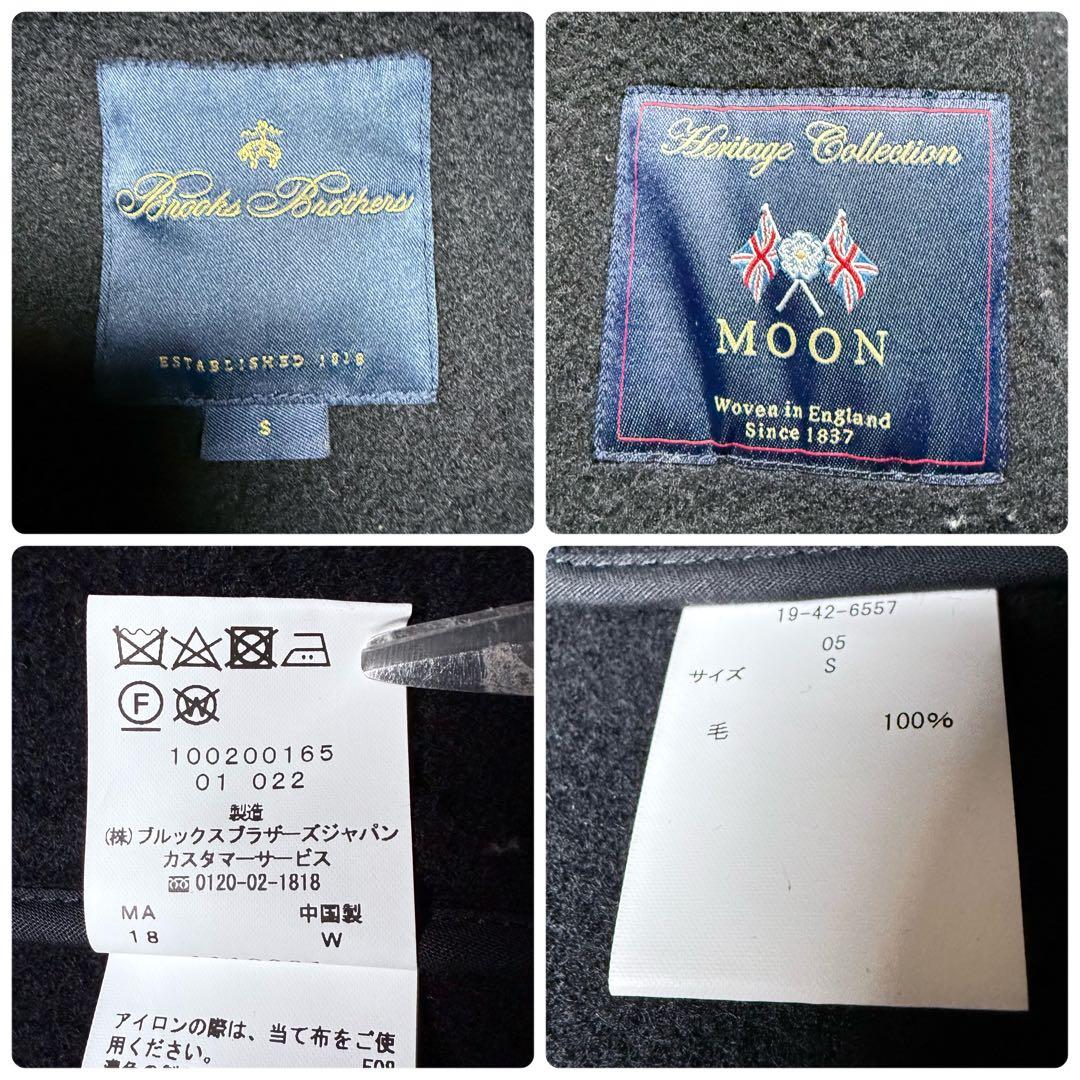 Brooks Brothers
ESTABLISHED 1818
S
Heritage Collection
MOON
Woven in England
Since 1837
F W
100200165
01 022
製造
(株)ブルックスブラザーズジャパン
カスタマーサービス
0120-02-1818
MA 中国製
18 W
アイロンの際は、当て布をご使
用ください。
19-42-6557
05
サイズ S
毛 100%